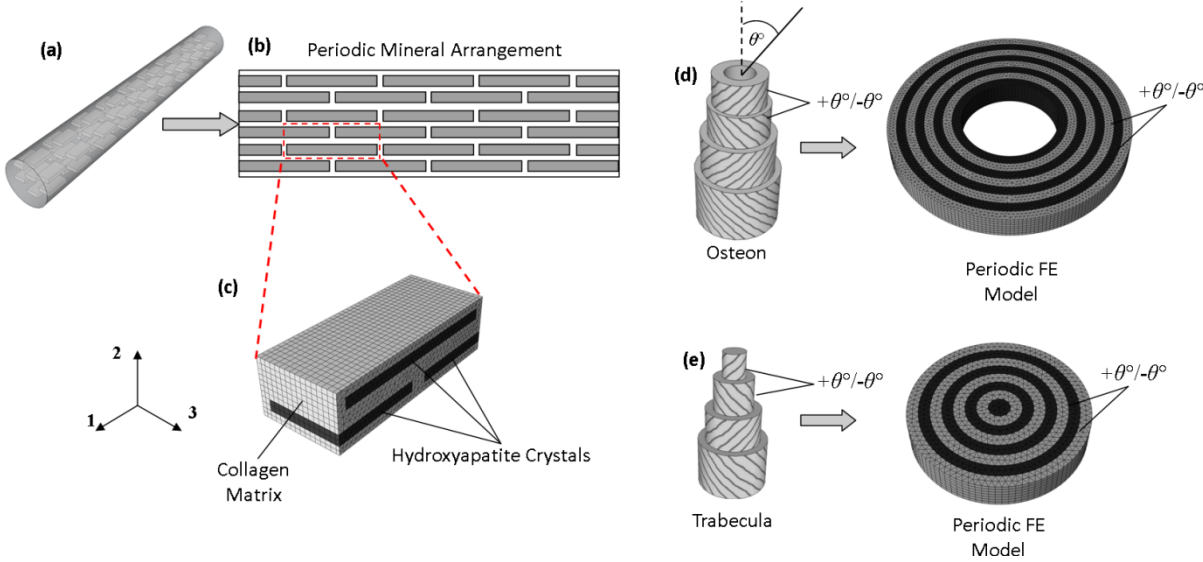 (a)
(b)
Periodic Mineral Arrangement
(c)
2
1
3
Collagen
Matrix
Hydroxyapatite Crystals
(d)
θ°
+θ°/-θ°
Osteon
+θ°/-θ°
Periodic FE
Model
(e)
+θ°/-θ°
Trabecula
+θ°/-θ°
Periodic FE
Model